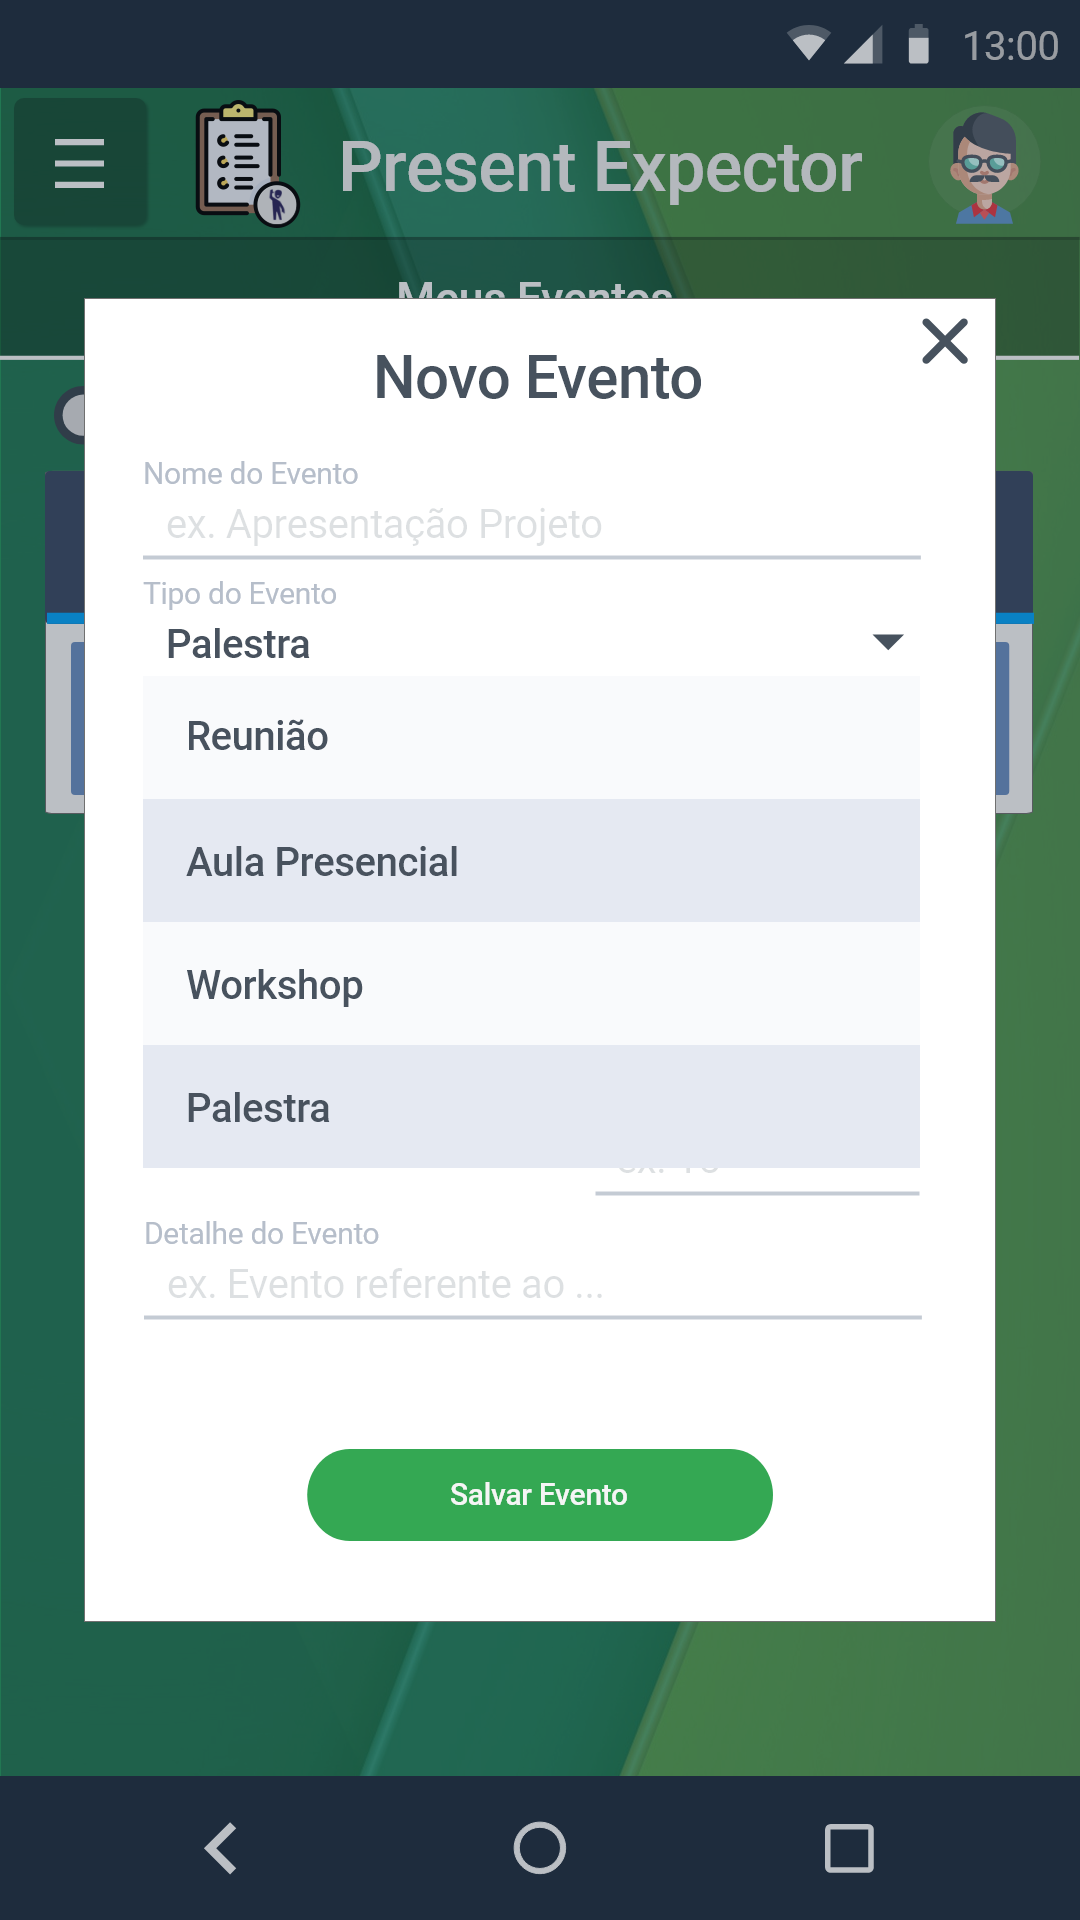 13:00
Present Expector
Meus Eventos
Novo Evento
Nome do Evento
ex. Apresentação Projeto
Tipo do Evento
Palestra
Reunião
Aula Presencial
Workshop
Palestra
Detalhe do Evento
ex. Evento referente ao ...
Salvar Evento